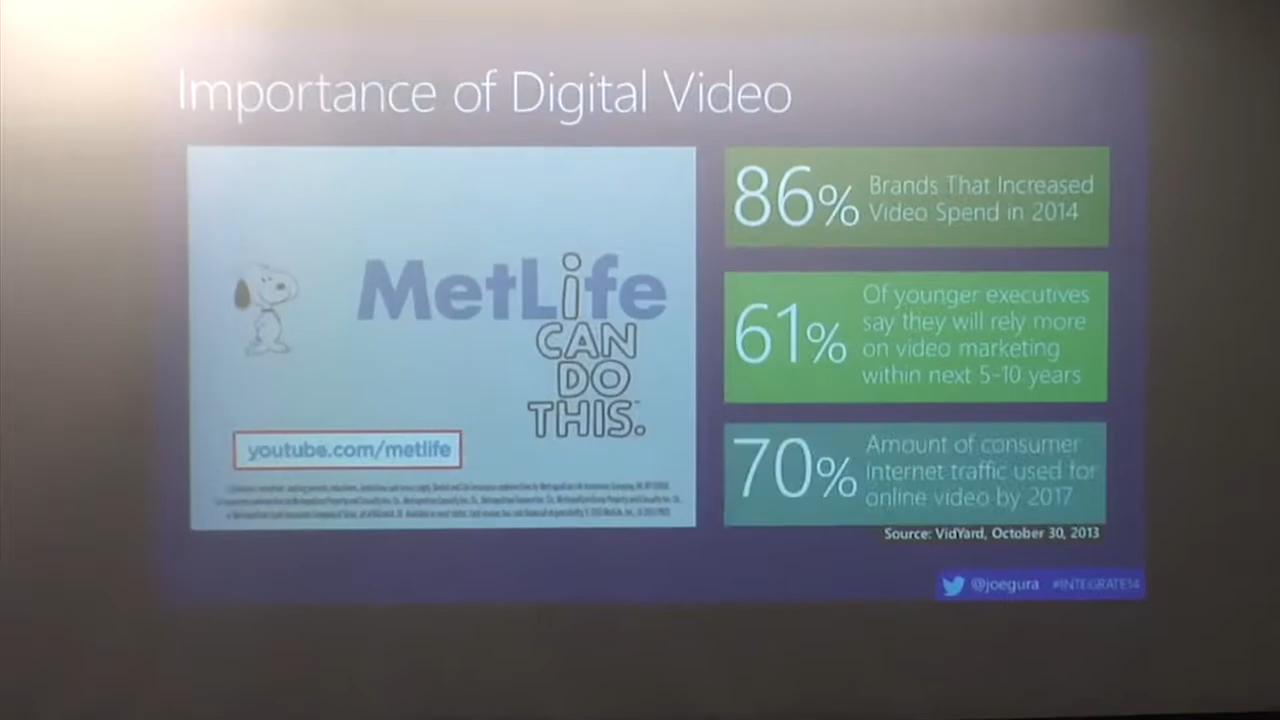 Importance of Digital Video
MetLife
CAN
DO
THIS.
youtube.com/metlife
86% Brands That Increased
Video Spend in 2014
61% Of younger executives
say they will rely more
on video marketing
within next 5-10 years
70% Amount of consumer
internet traffic used for
online video by 2017
Source: VidYard, October 30, 2013
@joegura #INTEGRATE14